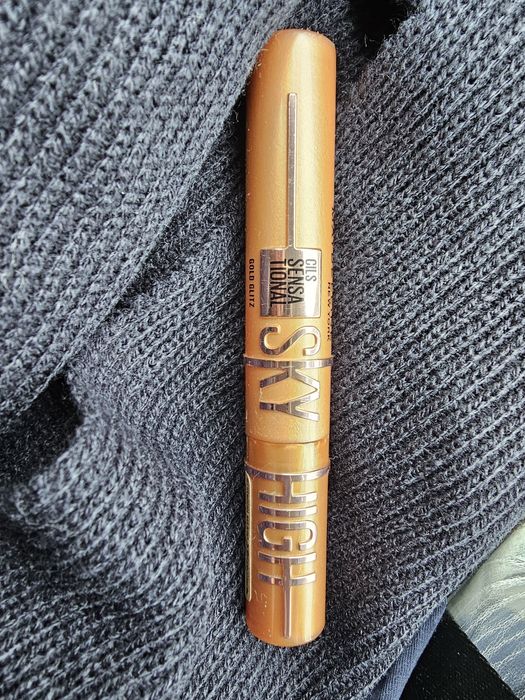 NEW YORK
CILS
SENSA
TIONAL
GOLD GLITZ
SKY
HIGH